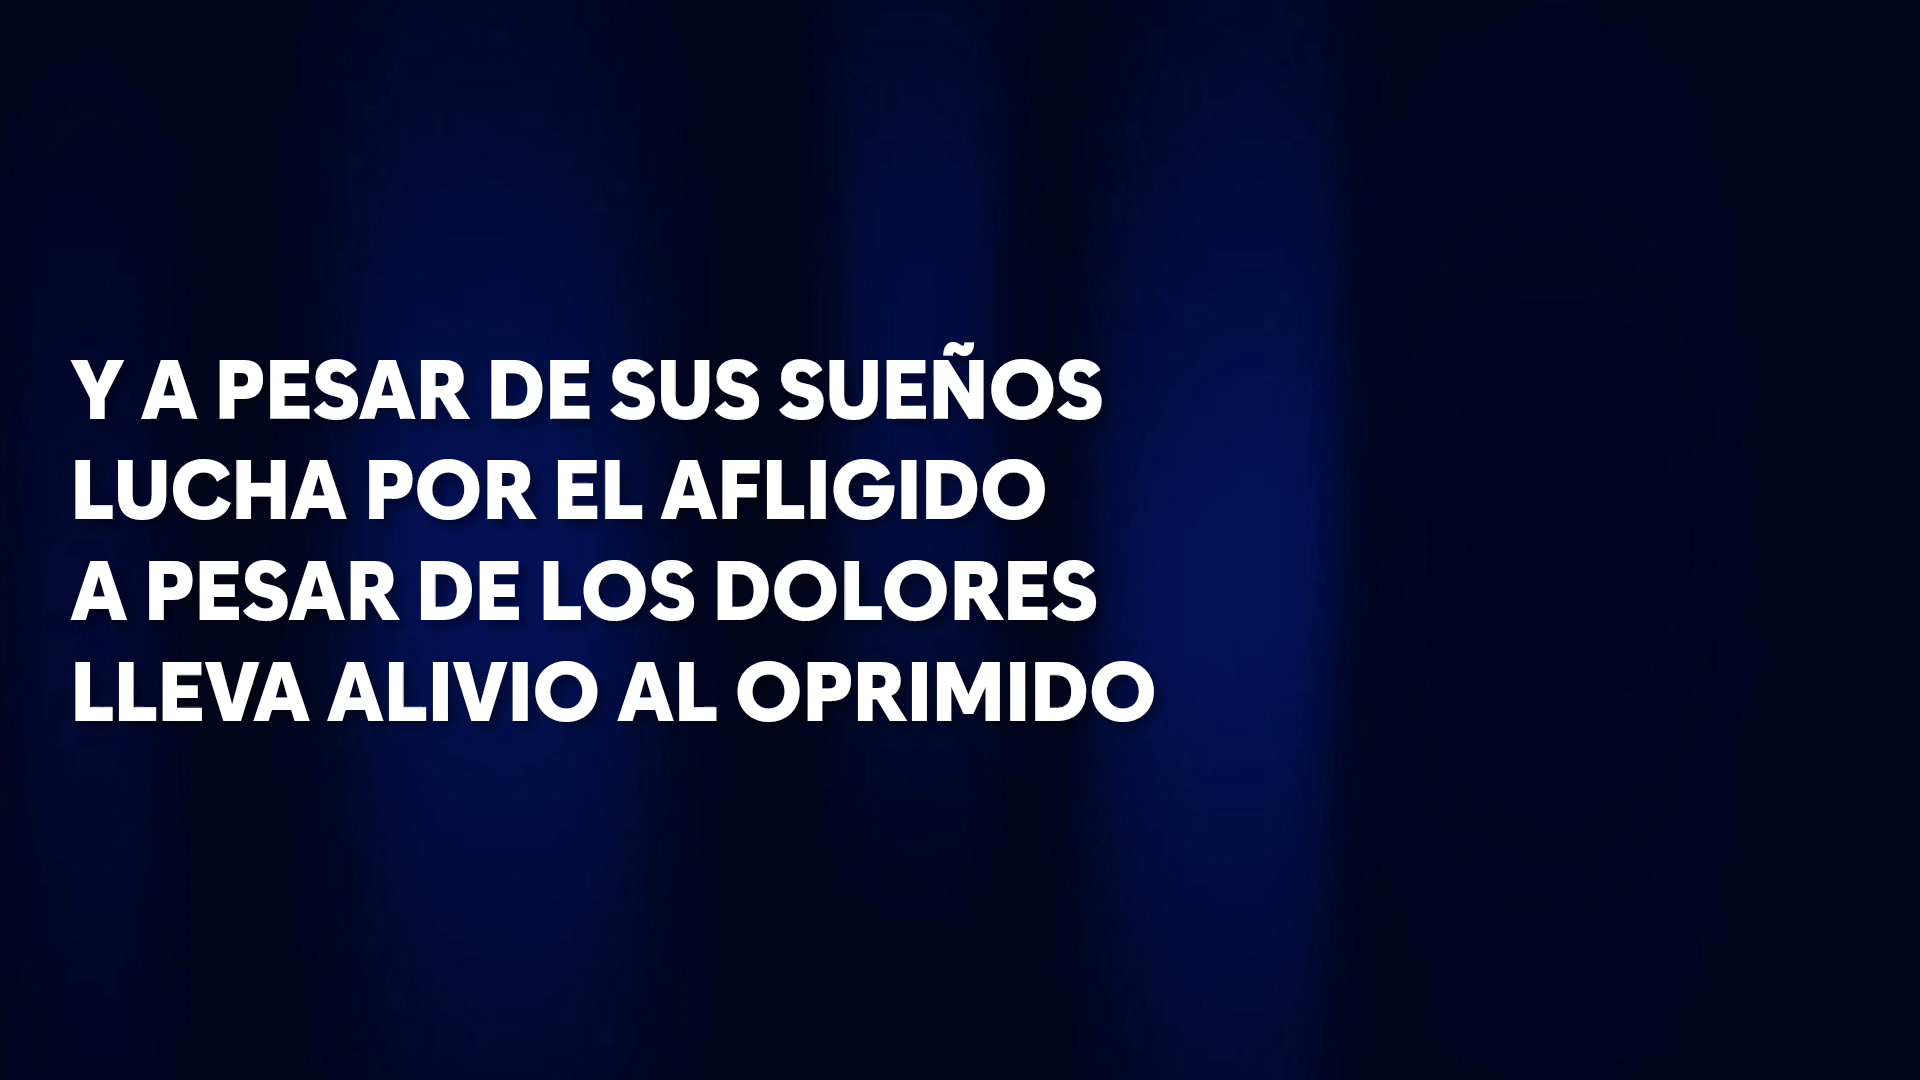 Y A PESAR DE SUS SUEÑOS
LUCHA POR EL AFLIGIDO
A PESAR DE LOS DOLORES
LLEVA ALIVIO AL OPRIMIDO